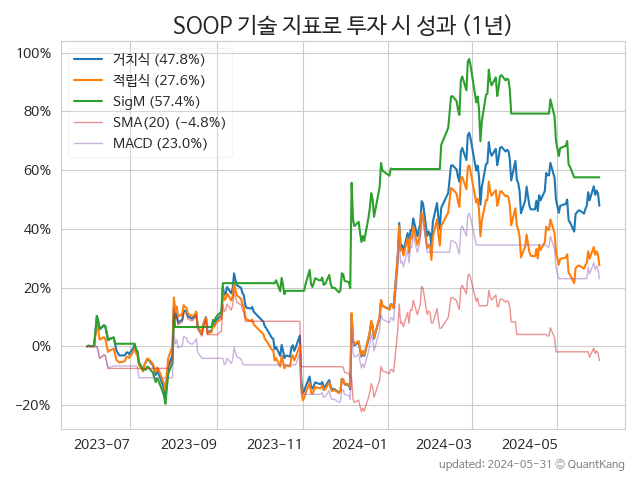 SOOP 기술 지표로 투자 시 성과 (1년)
100%
80%
60%
40%
20%
0%
−20%
거치식 (47.8%)
적립식 (27.6%)
SigM (57.4%)
SMA(20) (−4.8%)
MACD (23.0%)
2023−07
2023−09
2023−11
2024−01
2024−03
2024−05
updated: 2024-05-31 © QuantKang